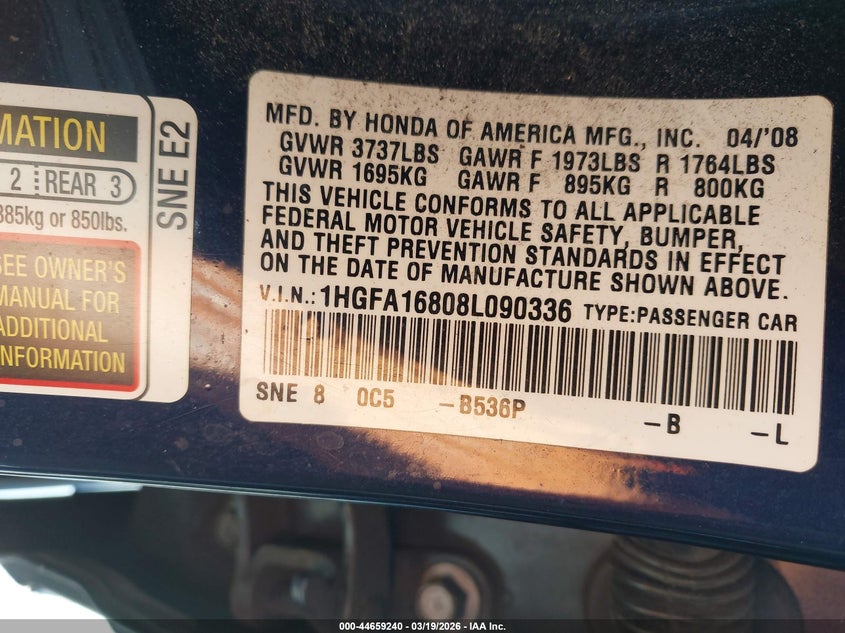 MATION
2 REAR 3
385kg or 850lbs.
SEE OWNER'S
MANUAL FOR
ADDITIONAL
INFORMATION
SNE E2
MFD. BY HONDA OF AMERICA MFG., INC. 04/'08
GVWR 3737LBS GAWR F 1973LBS R 1764LBS
GVWR 1695KG GAWR F 895KG R 800KG
THIS VEHICLE CONFORMS TO ALL APPLICABLE
FEDERAL MOTOR VEHICLE SAFETY, BUMPER,
AND THEFT PREVENTION STANDARDS IN EFFECT
ON THE DATE OF MANUFACTURE SHOWN ABOVE.
V.I.N.: 1HGFA16808L090336 TYPE:PASSENGER CAR
SNE 8 0C5 -B536P -B -L
000-44659240 - 03/19/2026 - IAA Inc.